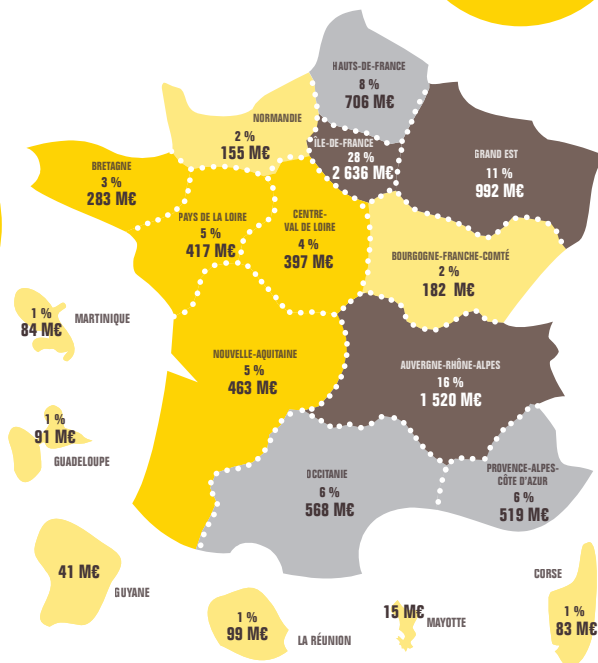 HAUTS-DE-FRANCE
8 %
706 M€
NORMANDIE
2 %
155 M€
ÎLE-DE-FRANCE
28 %
2 636 M€
GRAND EST
11 %
992 M€
BRETAGNE
3 %
283 M€
PAYS DE LA LOIRE
5 %
417 M€
CENTRE-
VAL DE LOIRE
4 %
397 M€
BOURGOGNE-FRANCHE-COMTÉ
2 %
182 M€
1 %
84 M€
MARTINIQUE
NOUVELLE-AQUITAINE
5 %
463 M€
AUVERGNE-RHÔNE-ALPES
16 %
1 520 M€
1 %
91 M€
GUADELOUPE
OCCITANIE
6 %
568 M€
PROVENCE-ALPES-
CÔTE D'AZUR
6 %
519 M€
41 M€
GUYANE
1 %
99 M€
LA RÉUNION
15 M€
MAYOTTE
CORSE
1 %
83 M€